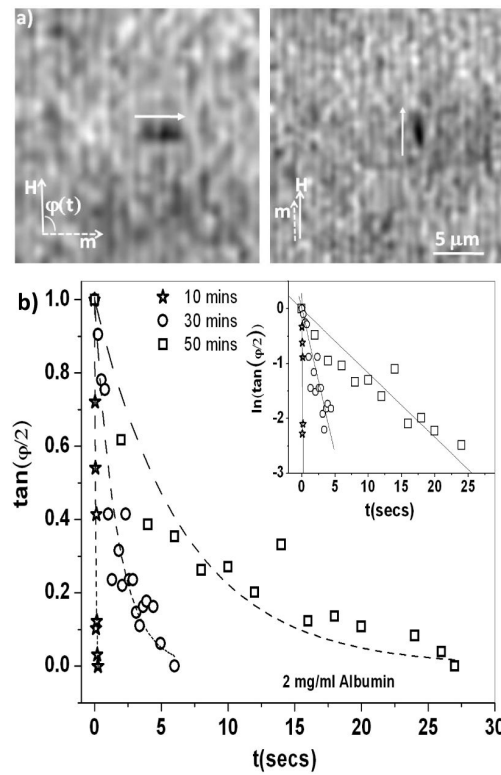 a)
H
φ(t)
m
H
m
5 µm
b)
10 mins
30 mins
50 mins
tan(φ/2)
1.0
0.8
0.6
0.4
0.2
0.0
0 5 10 15 20 25 30
t(secs)
2 mg/ml Albumin
ln(tan(φ/2))
0
-1
-2
-3
0 5 10 15 20 25
t(secs)